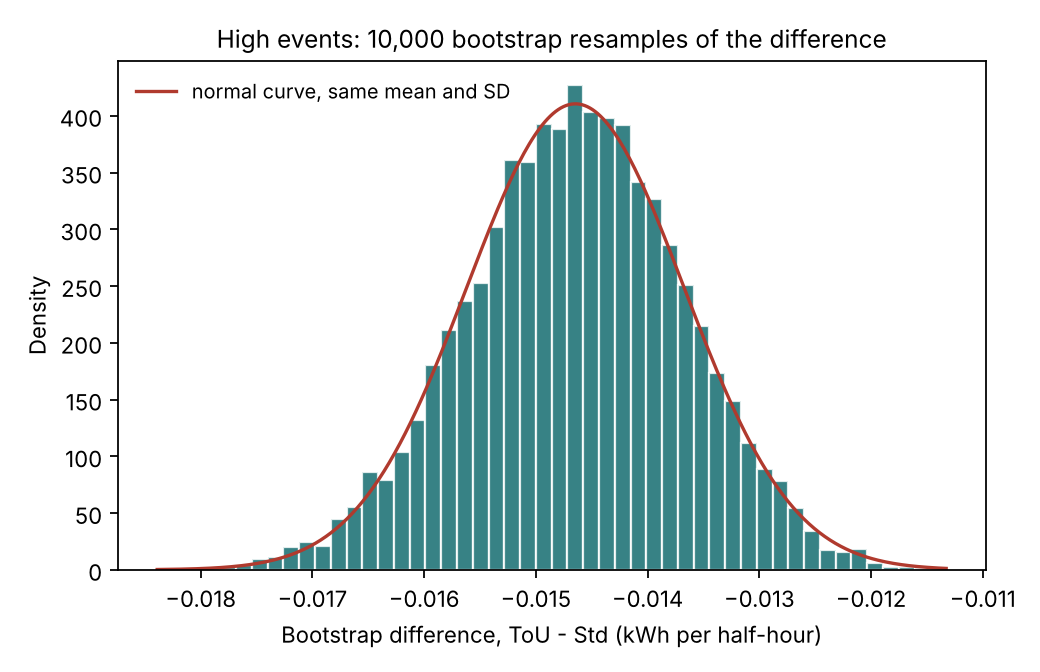 High events: 10,000 bootstrap resamples of the difference
normal curve, same mean and SD
400
350
300
250
200
150
100
50
0
Density
−0.018 −0.017 −0.016 −0.015 −0.014 −0.013 −0.012 −0.011
Bootstrap difference, ToU - Std (kWh per half-hour)